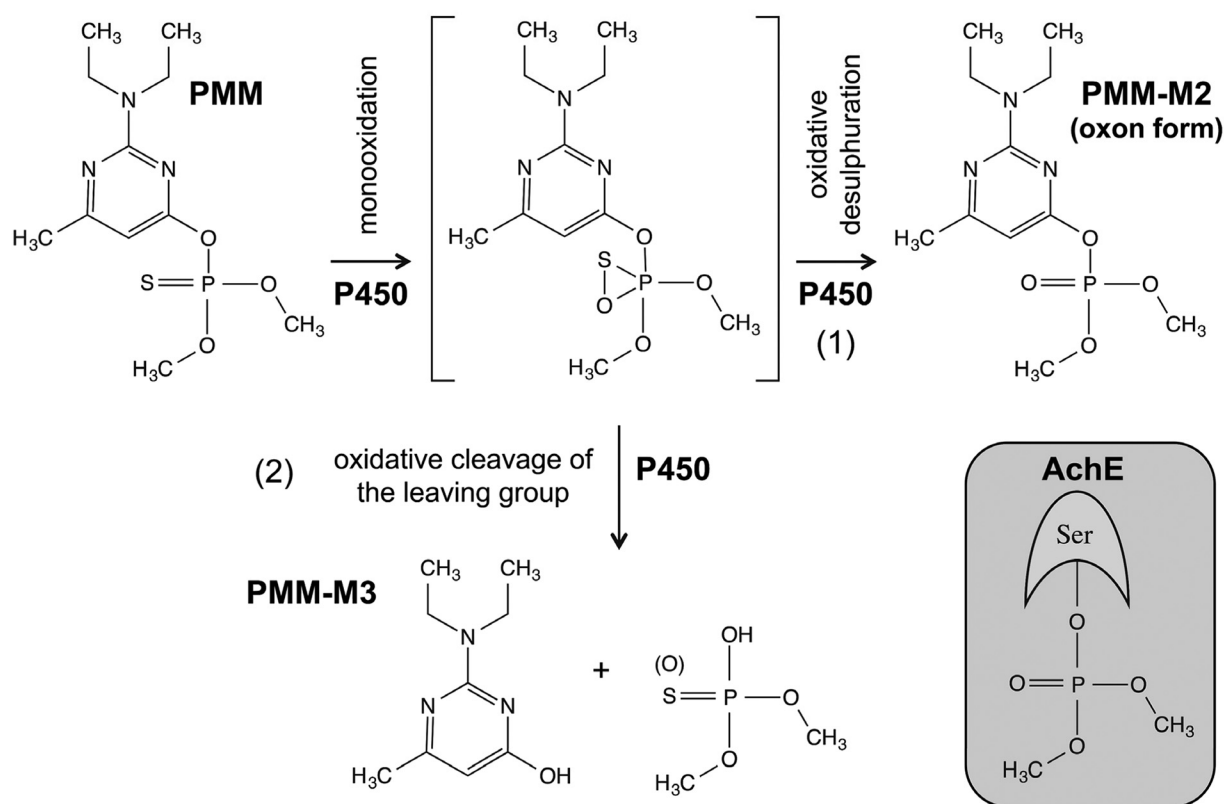 CH₃ CH₃
N
PMM
N N
H₃C
O
S P O
O CH₃
H₃C
monooxidation
P450
CH₃ CH₃
N
N N
H₃C
O
S
P O
O
O CH₃
H₃C
oxidative
desulphuration
P450
(1)
CH₃ CH₃
N
PMM-M2
(oxon form)
N N
H₃C
O
O P O
O CH₃
H₃C
(2)
oxidative cleavage of
the leaving group
P450
PMM-M3
CH₃ CH₃
N
N N
H₃C OH
+
OH
(O)
S P O
O CH₃
H₃C
AchE
Ser
O
O P O
O CH₃
H₃C